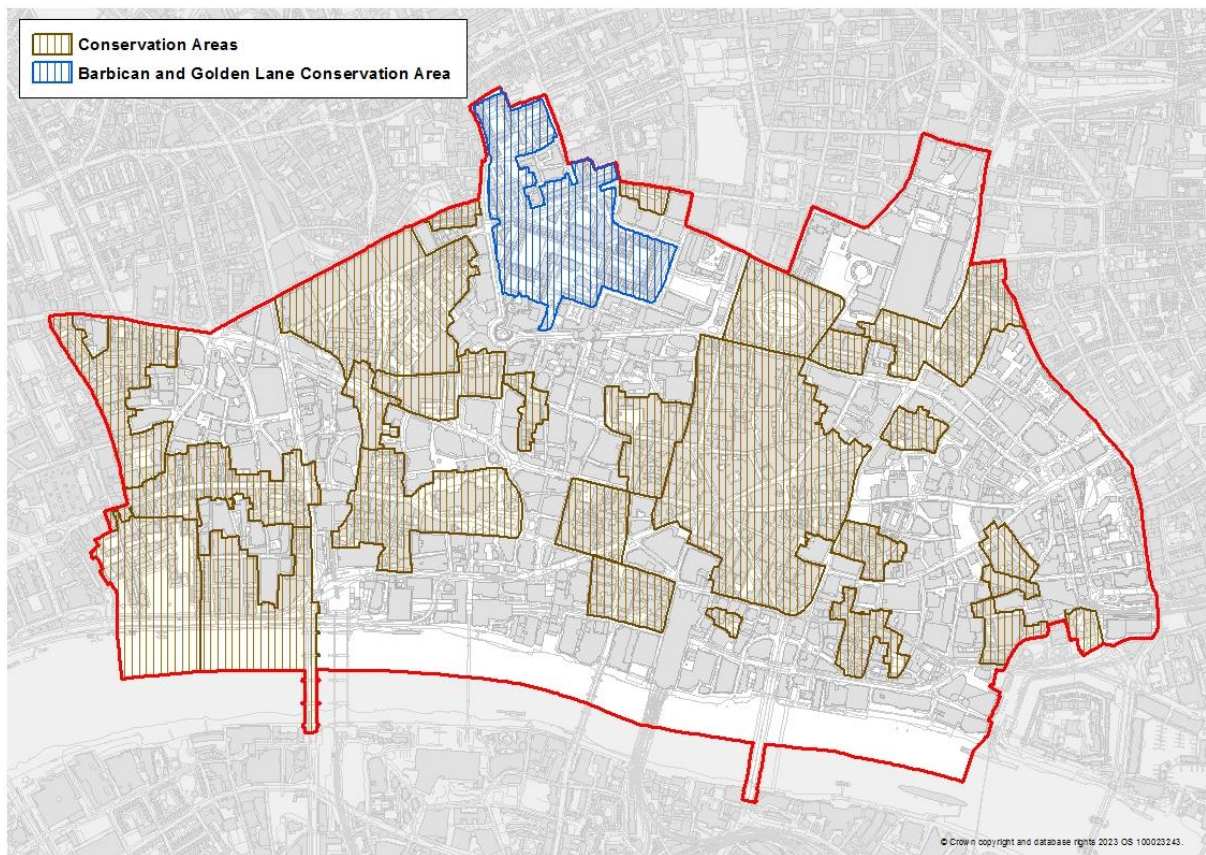 Conservation Areas
Barbican and Golden Lane Conservation Area
© Crown copyright and database rights 2023 OS 100023243.